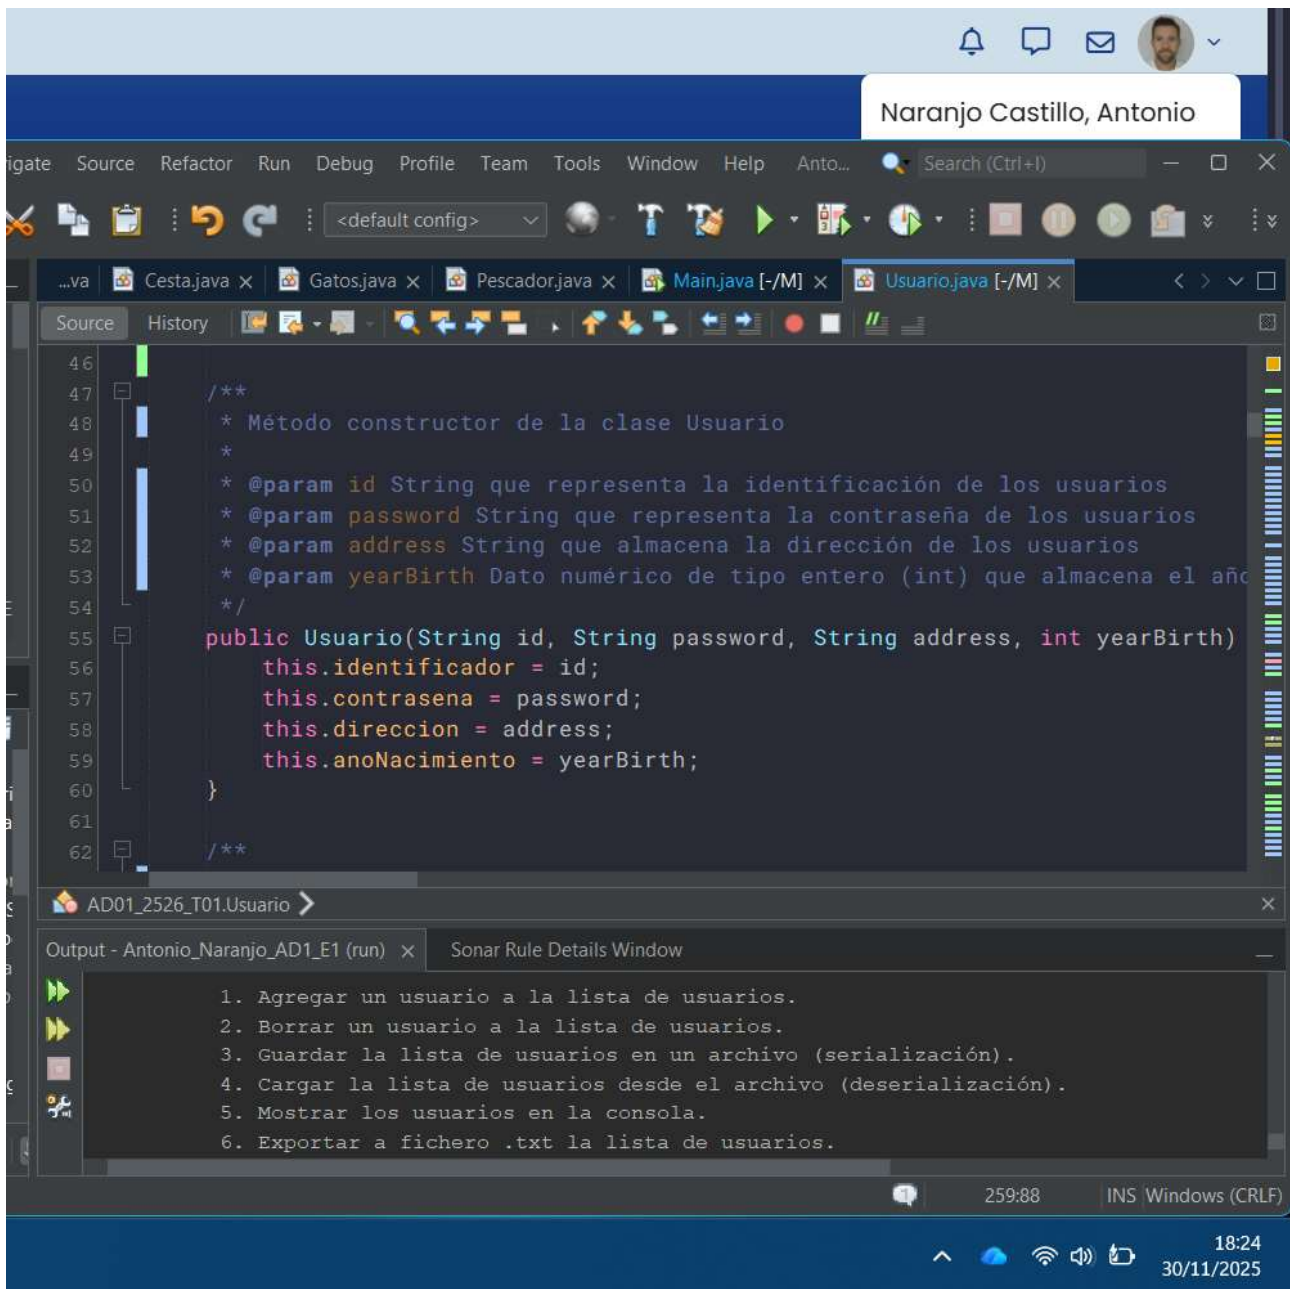 Naranjo Castillo, Antonio
Source Refactor Run Debug Profile Team Tools Window Help Anto... Search (Ctrl+I)
<default config>
...va Cesta.java Gatos.java Pescador.java Main.java [-/M] Usuario.java [-/M]
Source History
46
47 /**
48 * Método constructor de la clase Usuario
49 *
50 * @param id String que representa la identificación de los usuarios
51 * @param password String que representa la contraseña de los usuarios
52 * @param address String que almacena la dirección de los usuarios
53 * @param yearBirth Dato numérico de tipo entero (int) que almacena el año
54 */
55 public Usuario(String id, String password, String address, int yearBirth)
56 this.identificador = id;
57 this.contrasena = password;
58 this.direccion = address;
59 this.anoNacimiento = yearBirth;
60 }
61
62 /**
AD01_2526_T01.Usuario
Output - Antonio_Naranjo_AD1_E1 (run) Sonar Rule Details Window
1. Agregar un usuario a la lista de usuarios.
2. Borrar un usuario a la lista de usuarios.
3. Guardar la lista de usuarios en un archivo (serialización).
4. Cargar la lista de usuarios desde el archivo (deserialización).
5. Mostrar los usuarios en la consola.
6. Exportar a fichero .txt la lista de usuarios.
1 259:88 INS Windows (CRLF)
18:24
30/11/2025